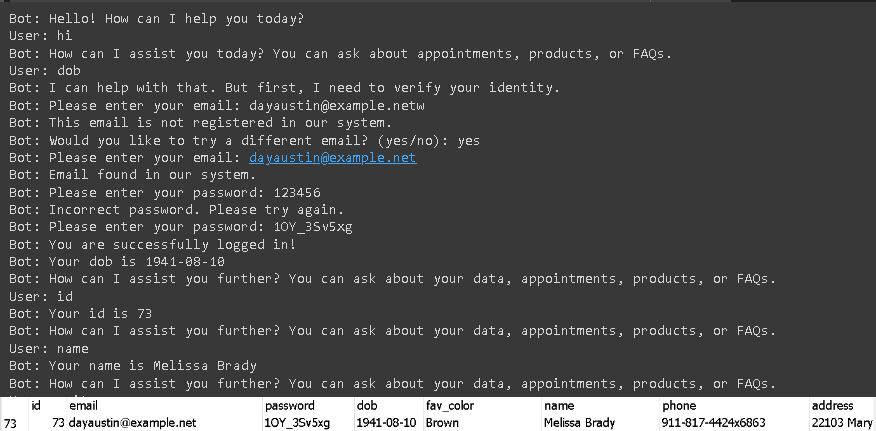 Bot: Hello! How can I help you today?
User: hi
Bot: How can I assist you today? You can ask about appointments, products, or FAQs.
User: dob
Bot: I can help with that. But first, I need to verify your identity.
Bot: Please enter your email: dayaustin@example.netw
Bot: This email is not registered in our system.
Bot: Would you like to try a different email? (yes/no): yes
Bot: Please enter your email: dayaustin@example.net
Bot: Email found in our system.
Bot: Please enter your password: 123456
Bot: Incorrect password. Please try again.
Bot: Please enter your password: 1OY_3Sv5xg
Bot: You are successfully logged in!
Bot: Your dob is 1941-08-10
Bot: How can I assist you further? You can ask about your data, appointments, products, or FAQs.
User: id
Bot: Your id is 73
Bot: How can I assist you further? You can ask about your data, appointments, products, or FAQs.
User: name
Bot: Your name is Melissa Brady
Bot: How can I assist you further? You can ask about your data, appointments, products, or FAQs.
id email password dob fav_color name phone address
73 73 dayaustin@example.net 1OY_3Sv5xg 1941-08-10 Brown Melissa Brady 911-817-4424x6863 22103 Mary